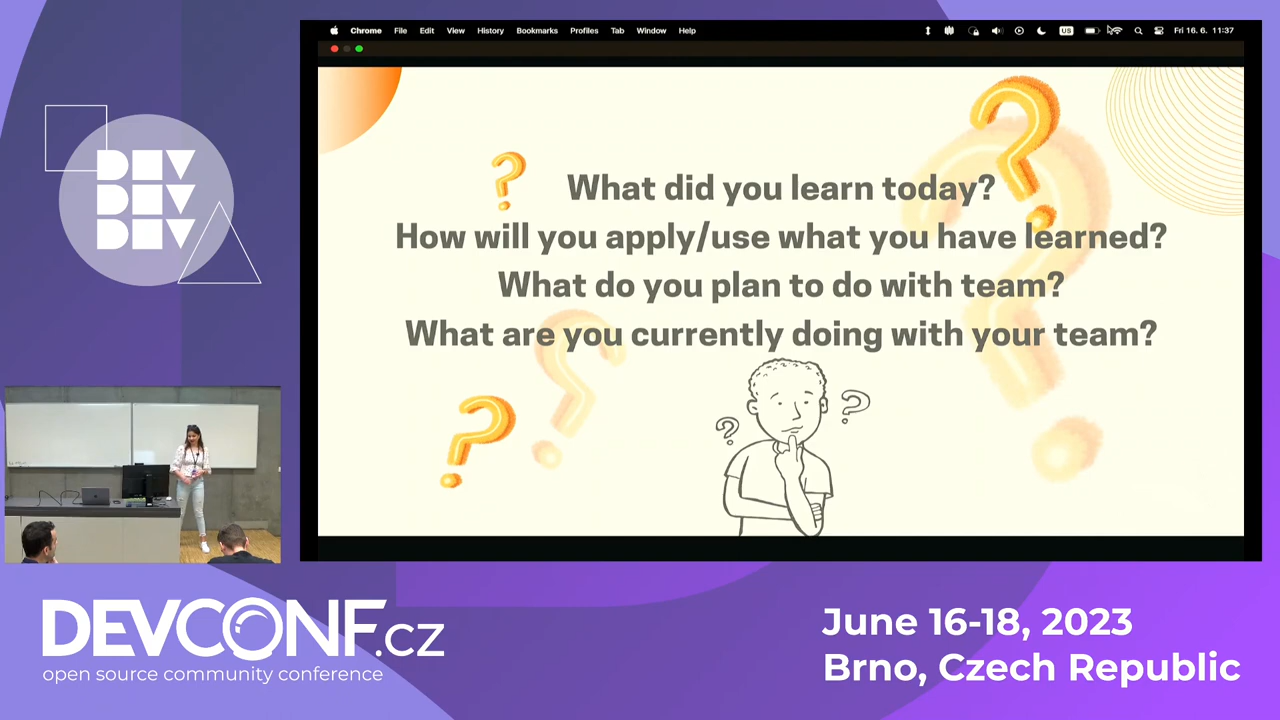 Chrome File Edit View History Bookmarks Profiles Tab Window Help
US
Fri 16. 6. 11:37
DEV
DEV
DEV
What did you learn today?
How will you apply/use what you have learned?
What do you plan to do with team?
What are you currently doing with your team?
DEVCONF.cz
open source community conference
June 16-18, 2023
Brno, Czech Republic